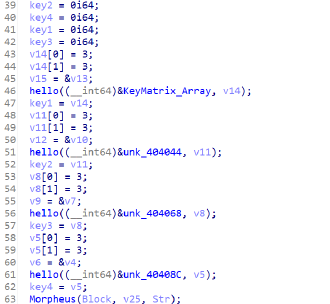 39 key2 = 0i64;
40 key4 = 0i64;
41 key1 = 0i64;
42 key3 = 0i64;
43 v14[0] = 3;
44 v14[1] = 3;
45 v15 = &v13;
46 hello((__int64)&KeyMatrix_Array, v14);
47 key1 = v14;
48 v11[0] = 3;
49 v11[1] = 3;
50 v12 = &v10;
51 hello((__int64)&unk_404044, v11);
52 key2 = v11;
53 v8[0] = 3;
54 v8[1] = 3;
55 v9 = &v7;
56 hello((__int64)&unk_404068, v8);
57 key3 = v8;
58 v5[0] = 3;
59 v5[1] = 3;
60 v6 = &v4;
61 hello((__int64)&unk_40408C, v5);
62 key4 = v5;
63 Morpheus(Block, v25, Str);